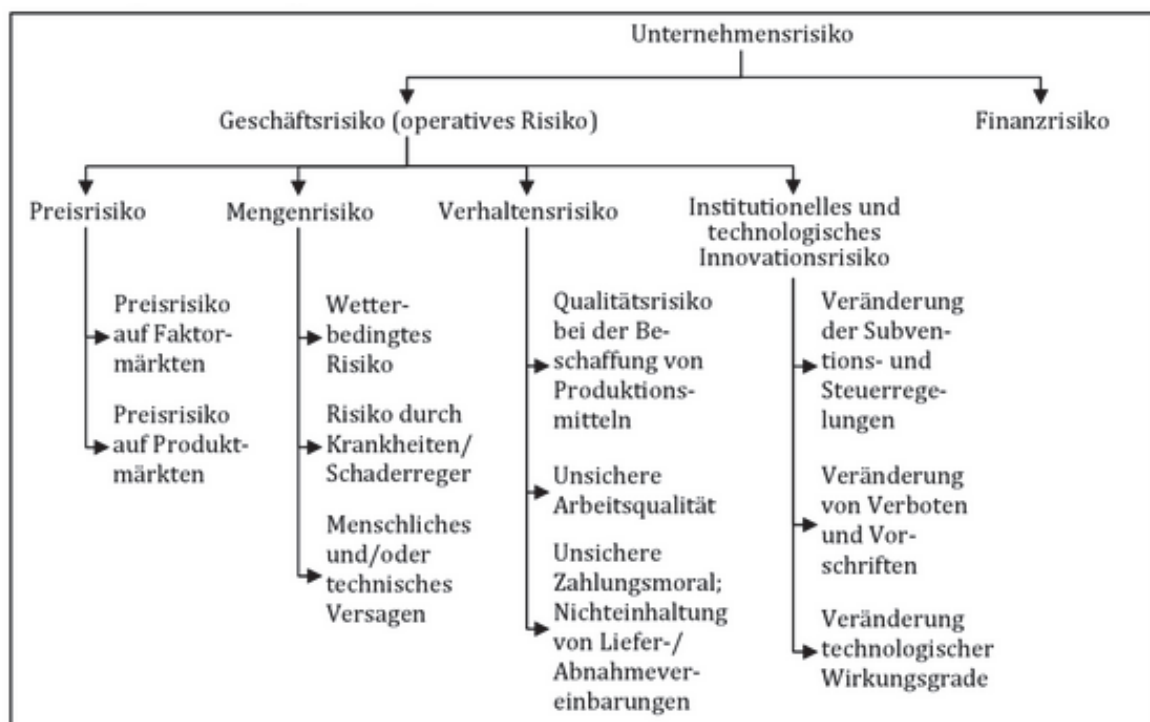 Unternehmensrisiko
Geschäftsrisiko (operatives Risiko)
Finanzrisiko
Preisrisiko
Mengenrisiko
Verhaltensrisiko
Institutionelles und
technologisches
Innovationsrisiko
Preisrisiko
auf Faktor-
märkten
Preisrisiko
auf Produkt-
märkten
Wetter-
bedingtes
Risiko
Risiko durch
Krankheiten/
Schaderreger
Menschliches
und/oder
technisches
Versagen
Qualitätsrisiko
bei der Be-
schaffung von
Produktions-
mitteln
Unsichere
Arbeitsqualität
Unsichere
Zahlungsmoral;
Nichteinhaltung
von Liefer-/
Abnahmever-
einbarungen
Veränderung
der Subven-
tions- und
Steuerrege-
lungen
Veränderung
von Verboten
und Vor-
schriften
Veränderung
technologischer
Wirkungsgrade